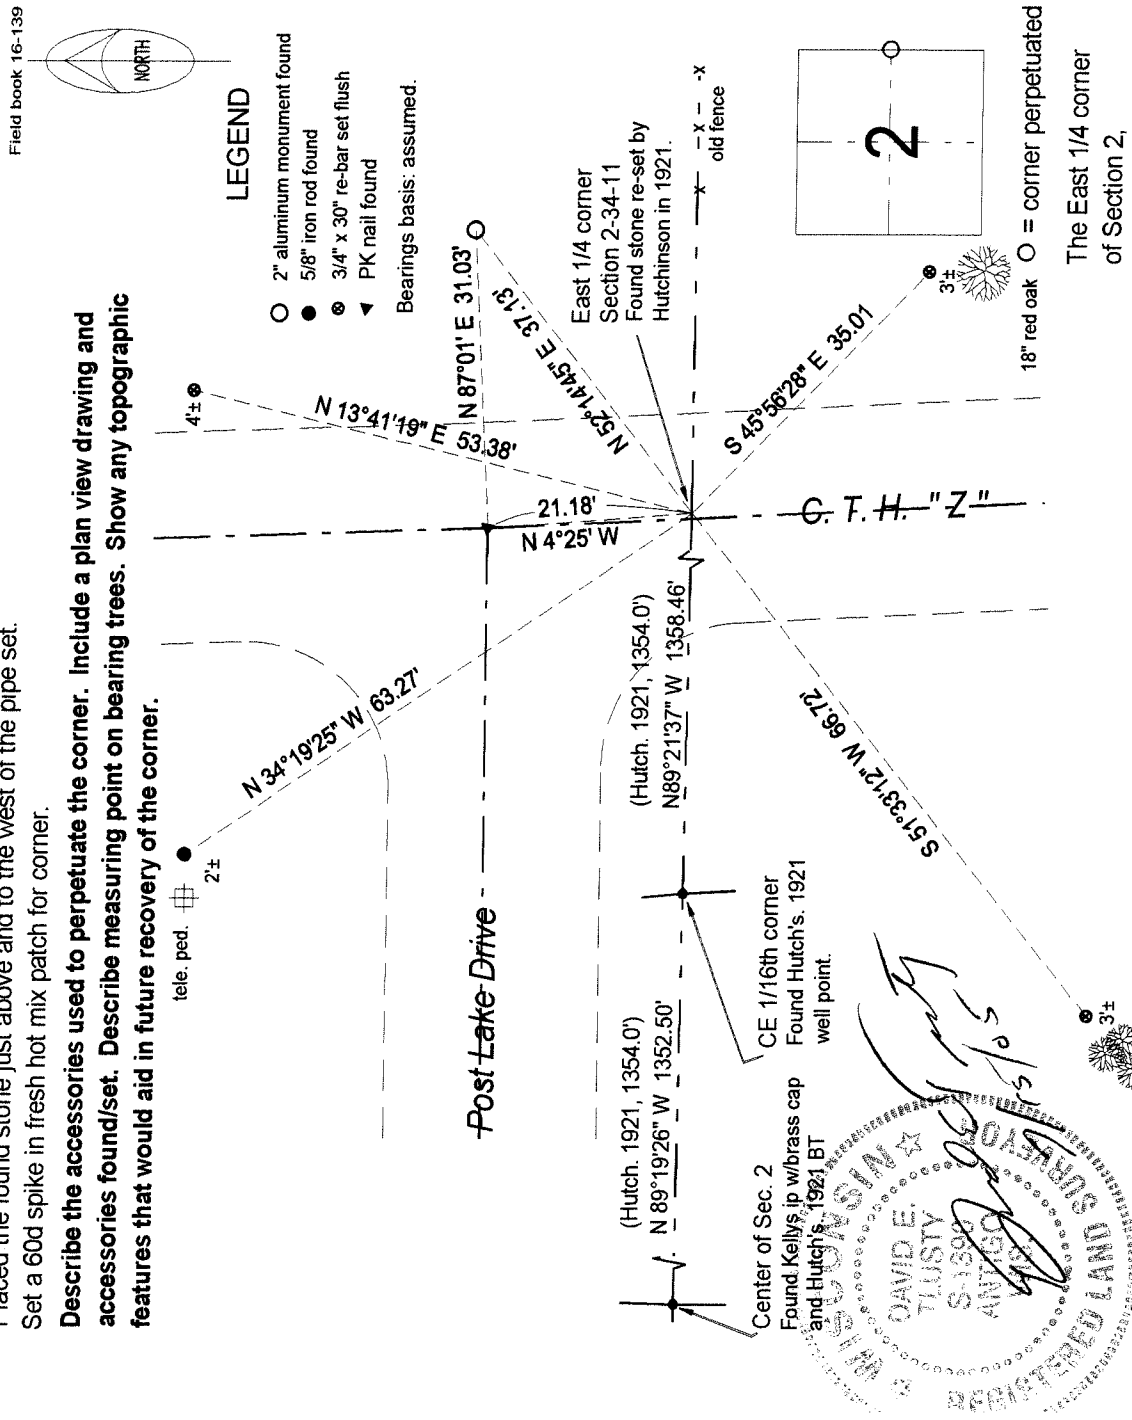 Field book 16-139
NORTH
Placed the found stone just above and to the west of the pipe set.
Set a 60d spike in fresh hot mix patch for corner.
Describe the accessories used to perpetuate the corner. Include a plan view drawing and
accessories found/set. Describe measuring point on bearing trees. Show any topographic
features that would aid in future recovery of the corner.
LEGEND
2" aluminum monument found
5/8" iron rod found
3/4" x 30" re-bar set flush
PK nail found
Bearings basis: assumed.
tele. ped.
2'±
N 34°19'25" W 63.27'
4'±
N 13°41'19" E 53.38'
N 87°01' E 31.03'
N 52°14'45" E 37.13'
21.18'
N 4°25' W
Post Lake Drive
East 1/4 corner
Section 2-34-11
Found stone re-set by
Hutchinson in 1921.
x - x - x
old fence
C. T. H. "Z"
S 45°56'28" E 35.01
3'±
18" red oak
(Hutch. 1921, 1354.0')
N89°21'37" W 1358.46'
(Hutch. 1921, 1354.0')
N 89°19'26" W 1352.50'
S 51°33'12" W 66.72'
3'±
CE 1/16th corner
Found Hutch's. 1921
well point.
Center of Sec. 2
Found Kellys ip w/brass cap
and Hutch's. 1921 BT
2
O = corner perpetuated
The East 1/4 corner
of Section 2,
WISCONSIN
DAVID E.
TLUSTY
S-1390
ANTIGO
WIS.
REGISTERED LAND SURVEYOR